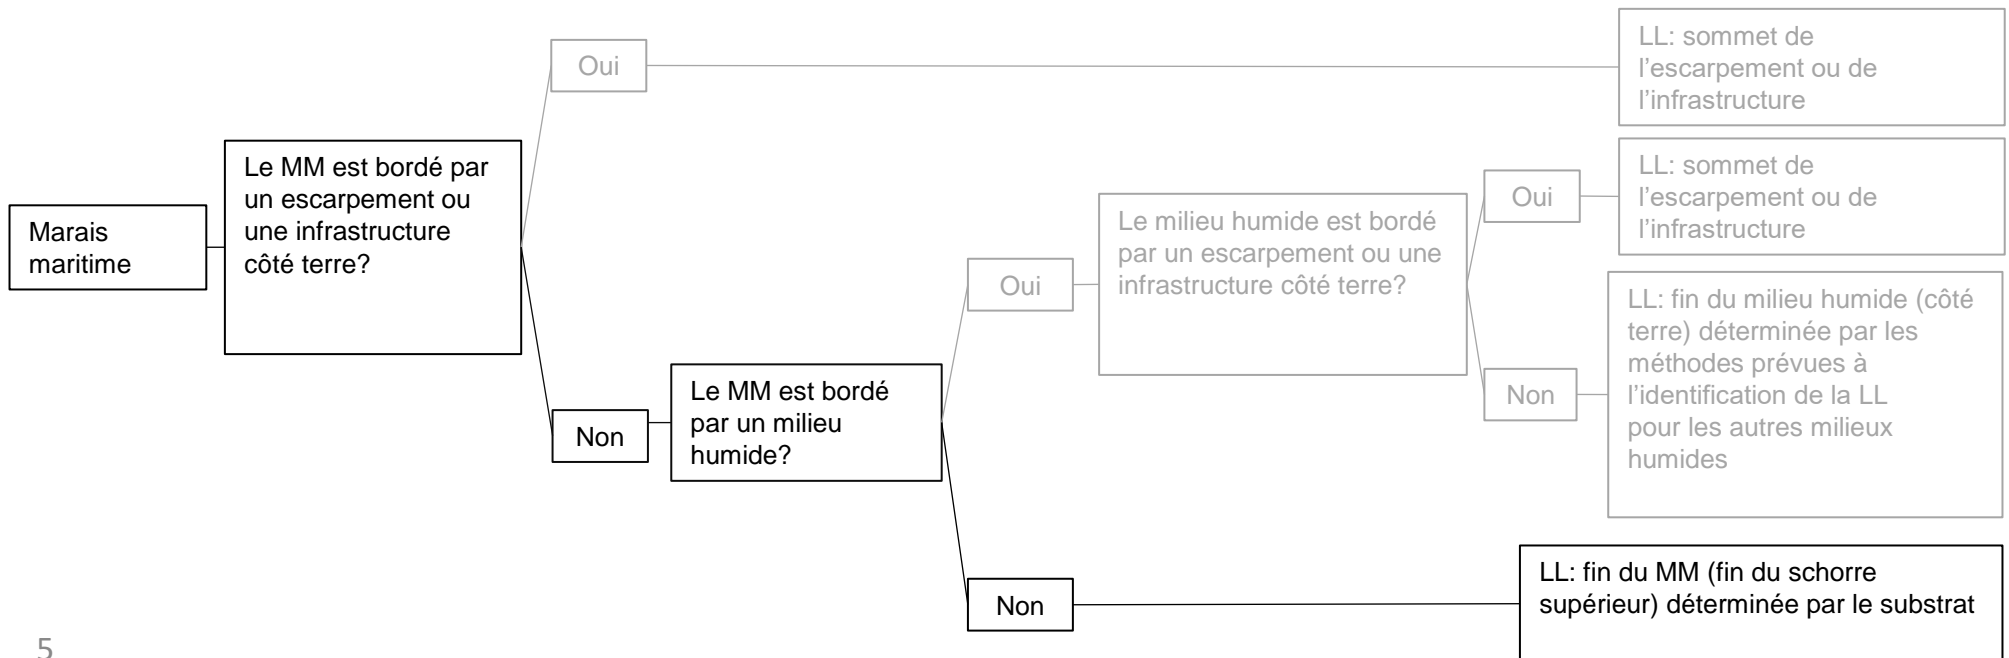 Marais
maritime
Le MM est bordé par
un escarpement ou
une infrastructure
côté terre?
Oui
LL: sommet de
l’escarpement ou de
l’infrastructure
Non
Le MM est bordé
par un milieu
humide?
Oui
Le milieu humide est bordé
par un escarpement ou une
infrastructure côté terre?
Oui
LL: sommet de
l’escarpement ou de
l’infrastructure
Non
LL: fin du milieu humide (côté
terre) déterminée par les
méthodes prévues à
l’identification de la LL
pour les autres milieux
humides
Non
LL: fin du MM (fin du schorre
supérieur) déterminée par le substrat
5